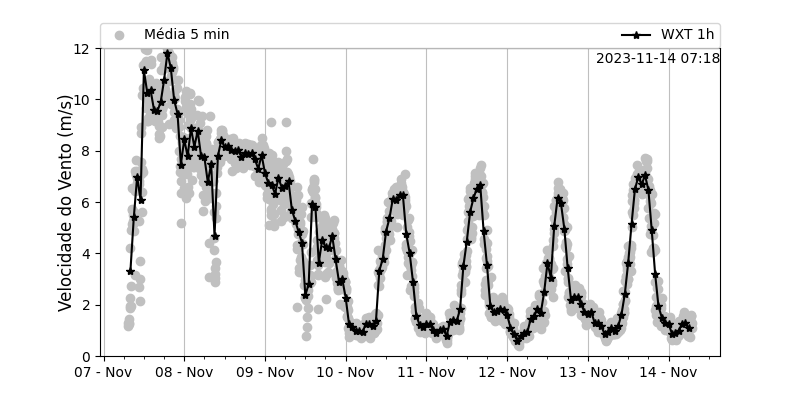 Média 5 min
WXT 1h
2023-11-14 07:18
Velocidade do Vento (m/s)
12
10
8
6
4
2
0
07 - Nov 08 - Nov 09 - Nov 10 - Nov 11 - Nov 12 - Nov 13 - Nov 14 - Nov